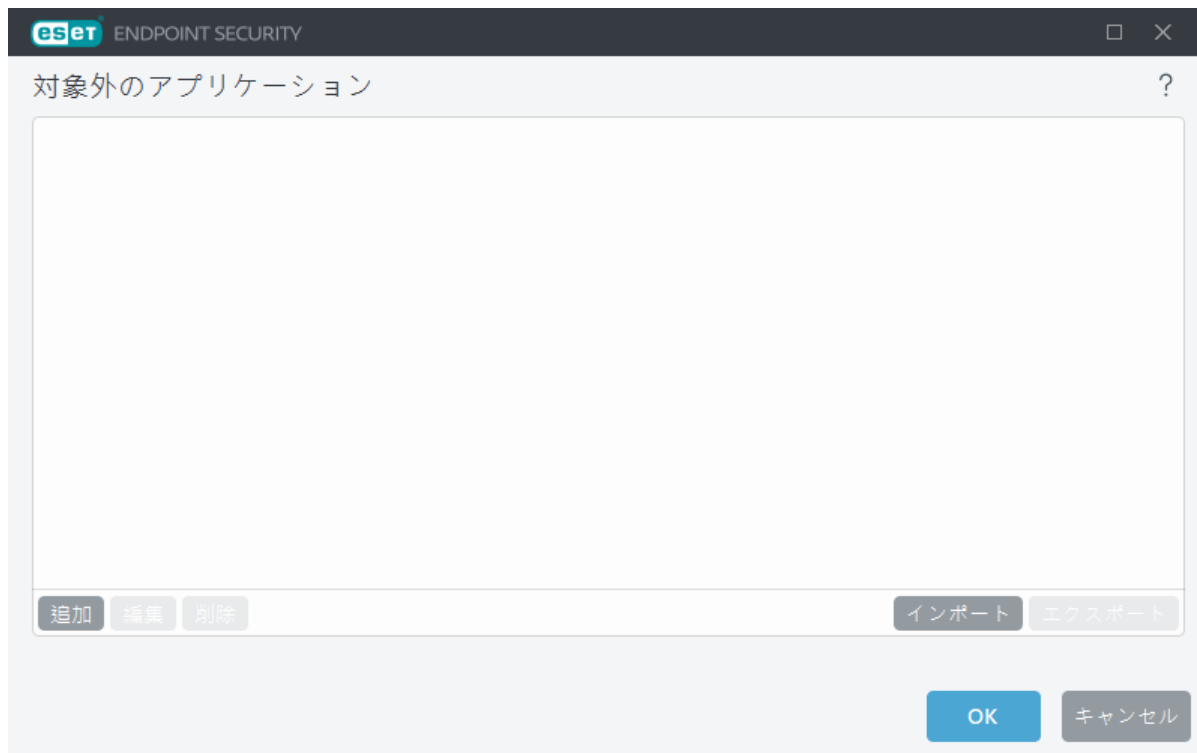 eset ENDPOINT SECURITY
対象外のアプリケーション ?
追加 編集 削除 インポート エクスポート
OK キャンセル